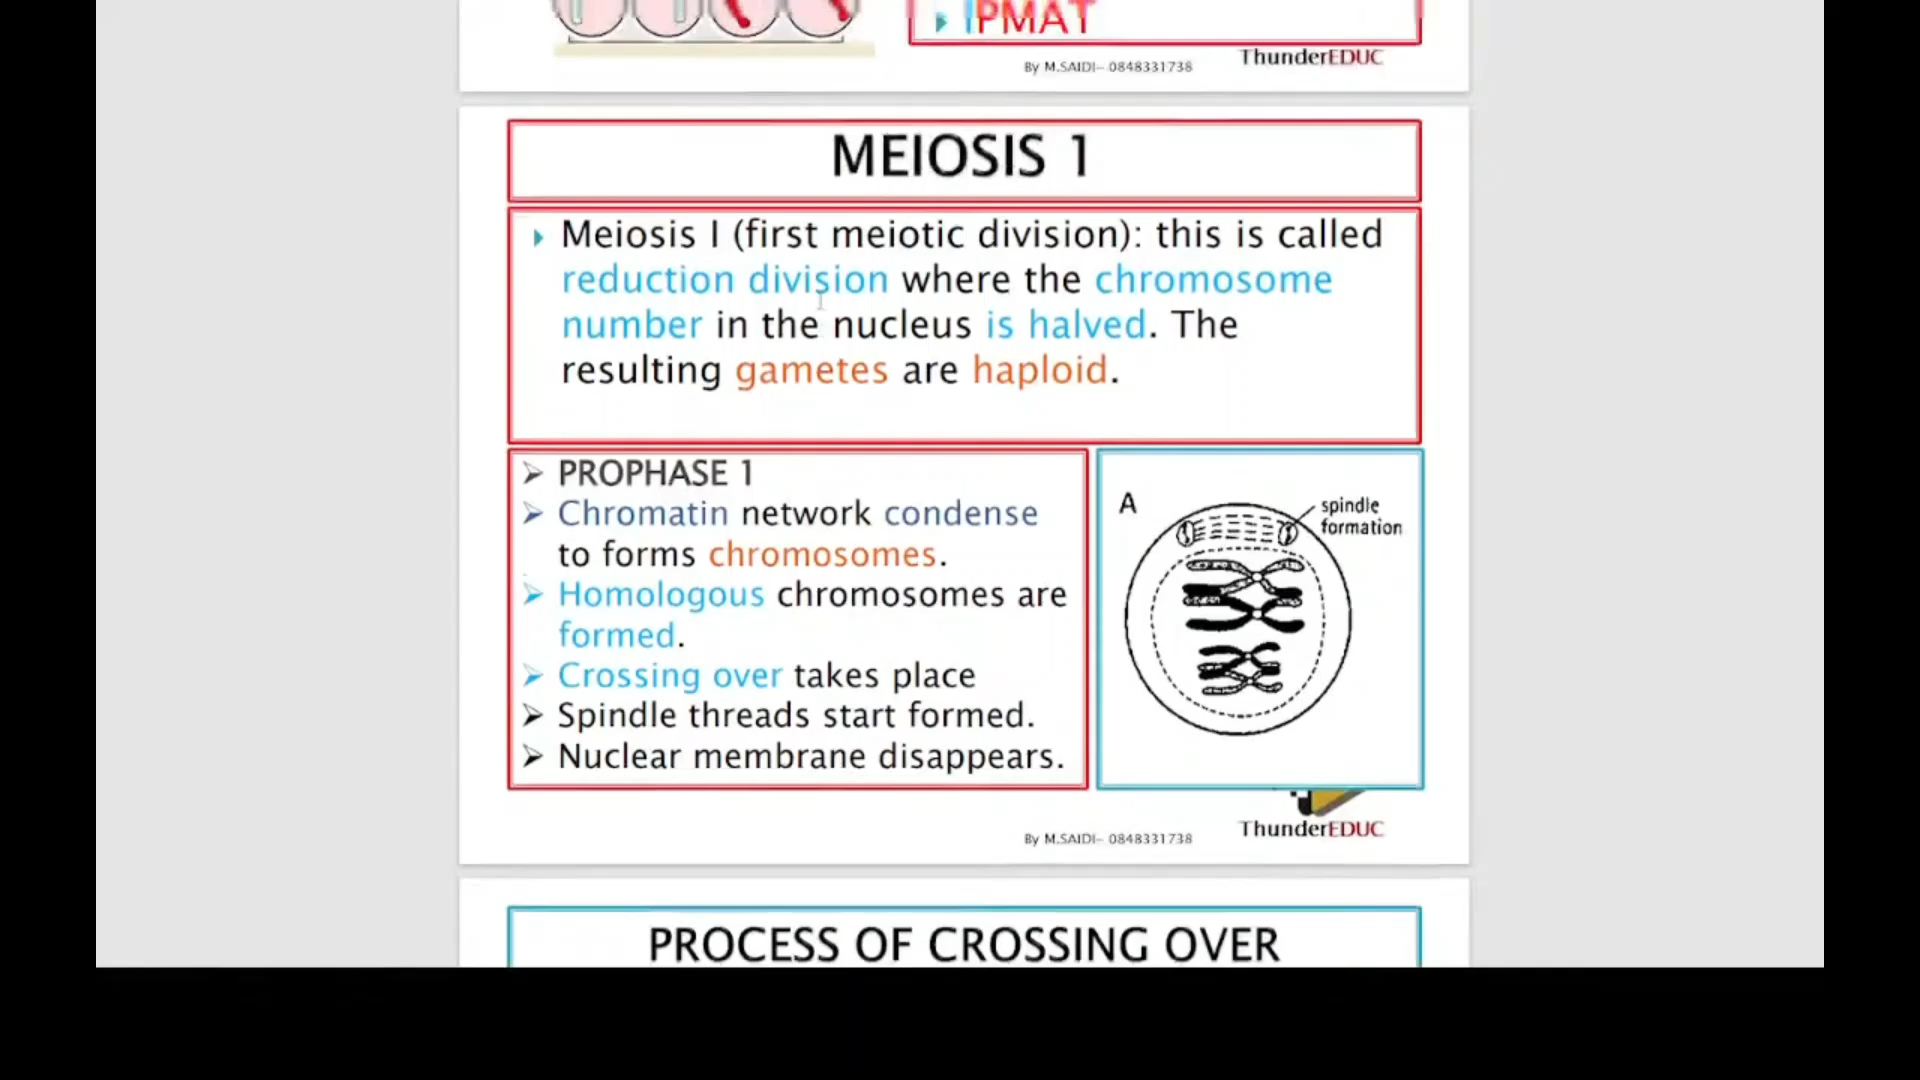 IPMAT
By M.SAIDI- 0848331738
ThunderEDUC
MEIOSIS 1
Meiosis I (first meiotic division): this is called
reduction division where the chromosome
number in the nucleus is halved. The
resulting gametes are haploid.
PROPHASE 1
Chromatin network condense
to forms chromosomes.
Homologous chromosomes are
formed.
Crossing over takes place
Spindle threads start formed.
Nuclear membrane disappears.
A
spindle
formation
By M.SAIDI- 0848331738
ThunderEDUC
PROCESS OF CROSSING OVER